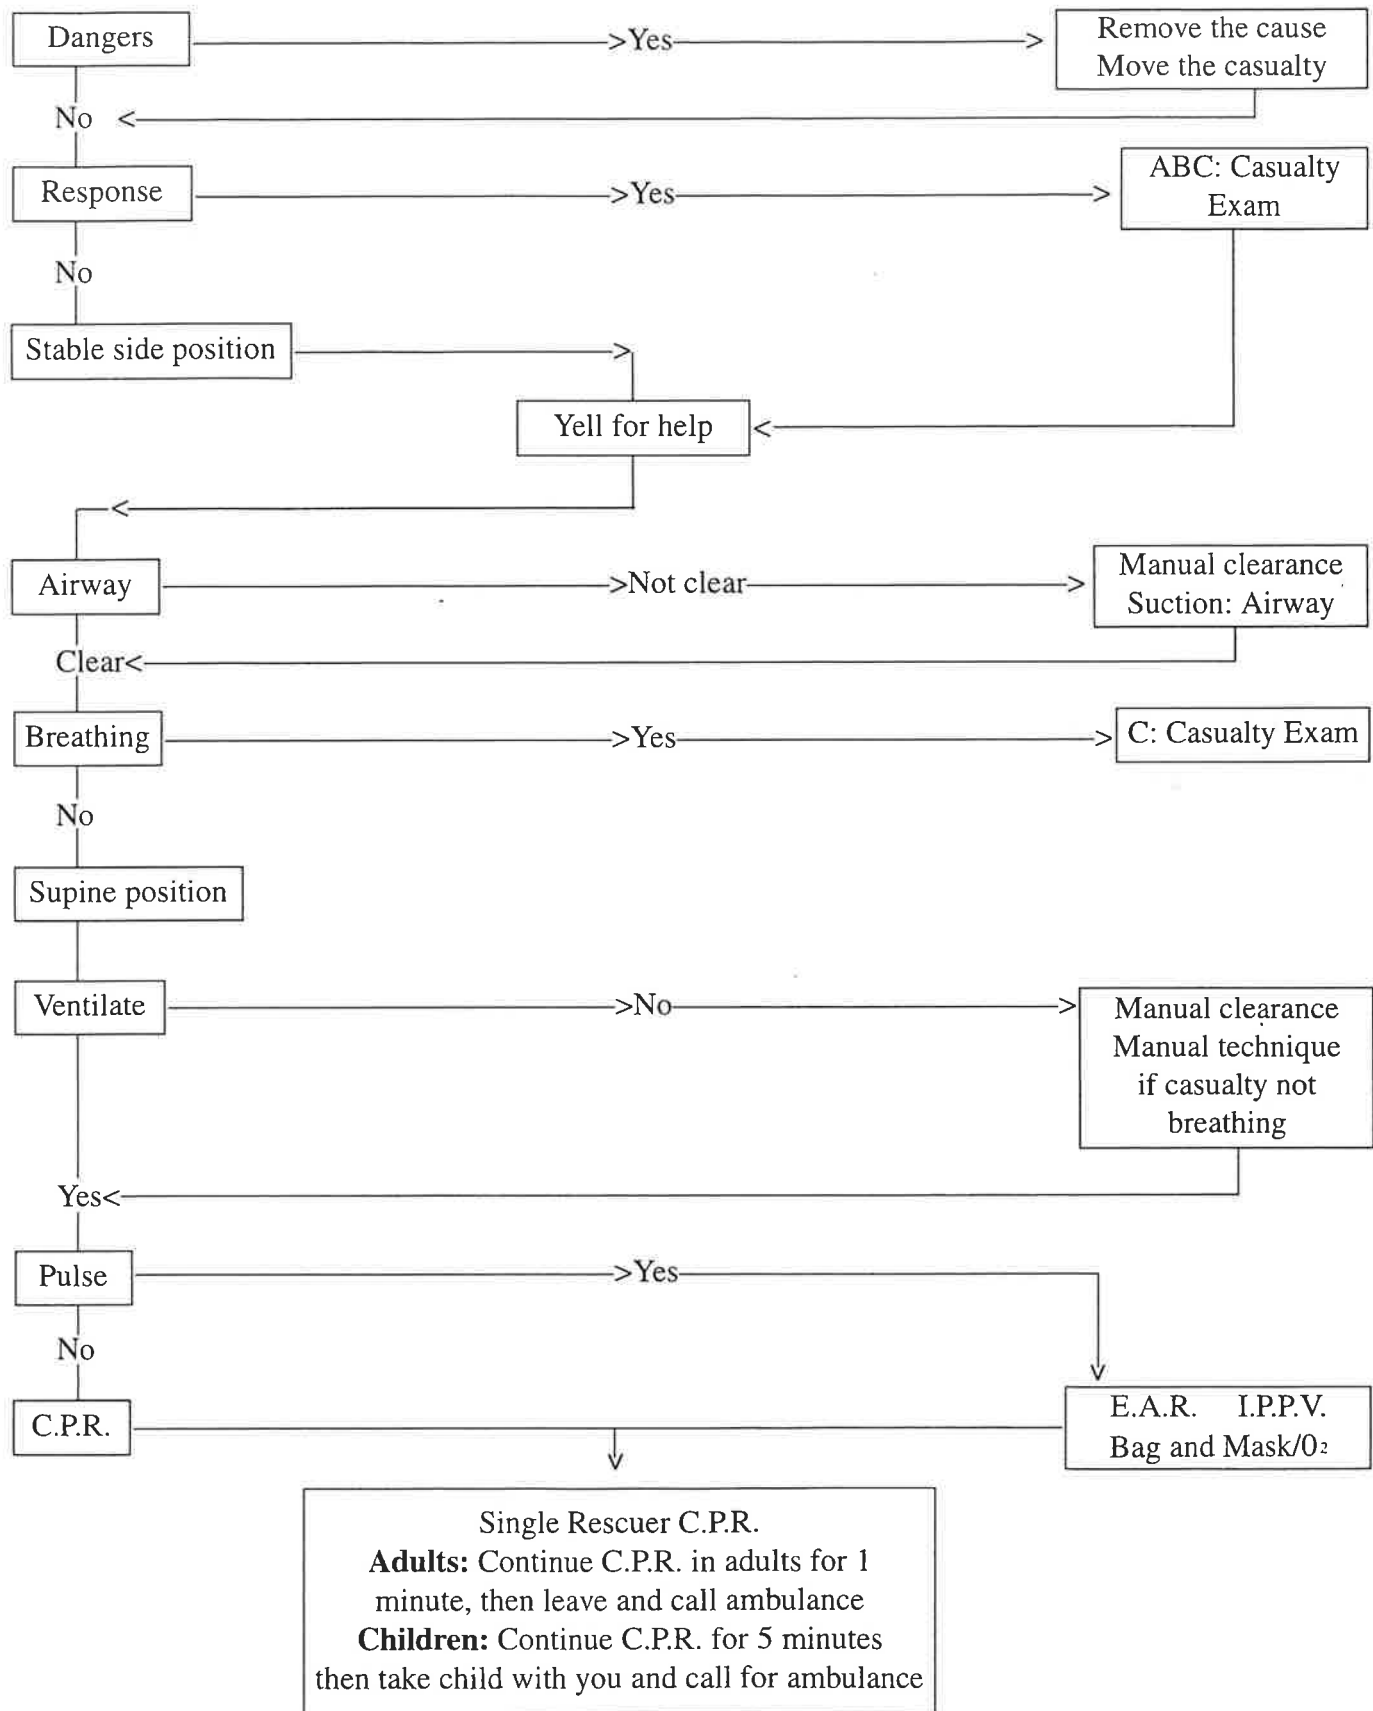 Dangers
>Yes
>
Remove the cause
Move the casualty
No <
Response
>Yes
>
ABC: Casualty
Exam
No
Stable side position
>
Yell for help
<
<
Airway
>Not clear
>
Manual clearance
Suction: Airway
Clear<
Breathing
>Yes
>
C: Casualty Exam
No
Supine position
Ventilate
>No
>
Manual clearance
Manual technique
if casualty not
breathing
Yes<
Pulse
>Yes
No
C.P.R.
E.A.R. I.P.P.V.
Bag and Mask/0₂
Single Rescuer C.P.R.
Adults: Continue C.P.R. in adults for 1
minute, then leave and call ambulance
Children: Continue C.P.R. for 5 minutes
then take child with you and call for ambulance